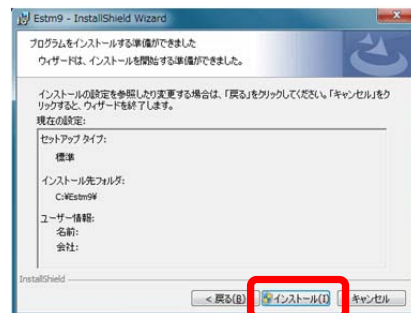 Estm9 - InstallShield Wizard
プログラムをインストールする準備ができました
ウィザードは、インストールを開始する準備ができました。
インストールの設定を参照したり変更する場合は、「戻る」をクリックしてください。「キャンセル」をク
リックすると、ウィザードを終了します。
現在の設定:
セットアップ タイプ:
標準
インストール先フォルダ:
C:¥Estm9¥
ユーザー情報:
名前:
会社:
InstallShield
< 戻る(B)
インストール(I)
キャンセル